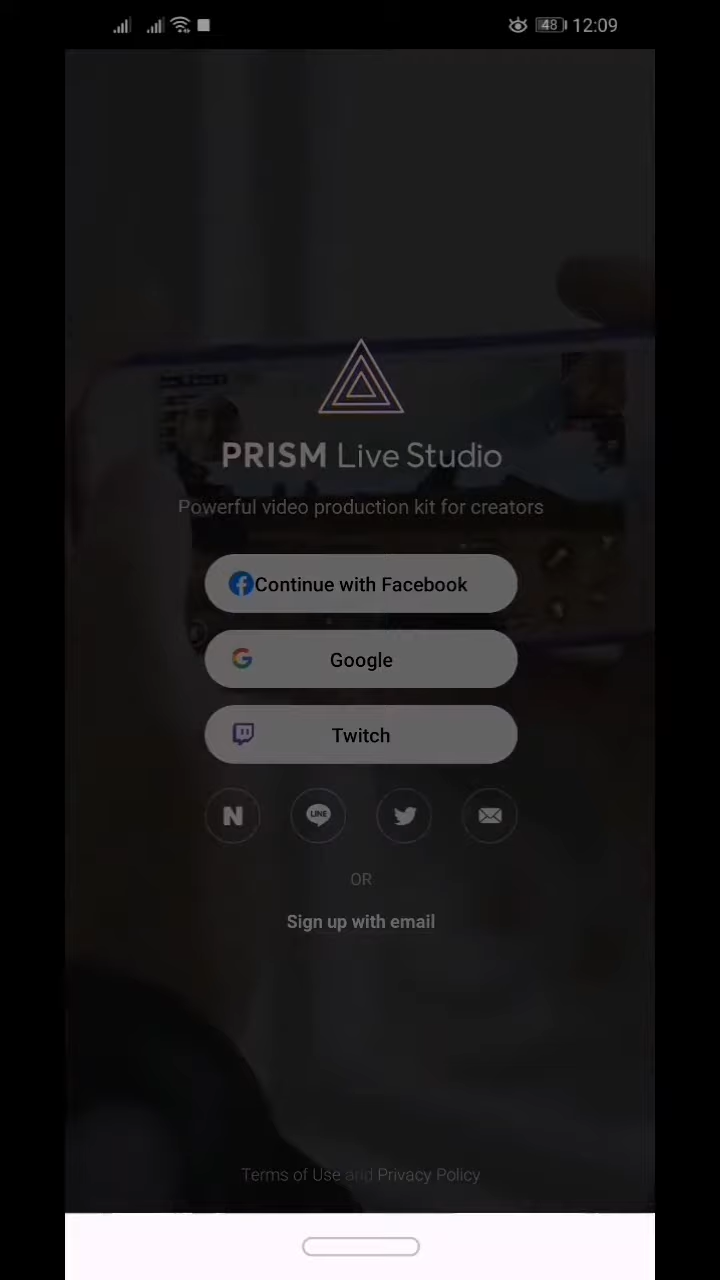 48 12:09
PRISM Live Studio
Powerful video production kit for creators
Continue with Facebook
Google
Twitch
N LINE
OR
Sign up with email
Terms of Use and Privacy Policy